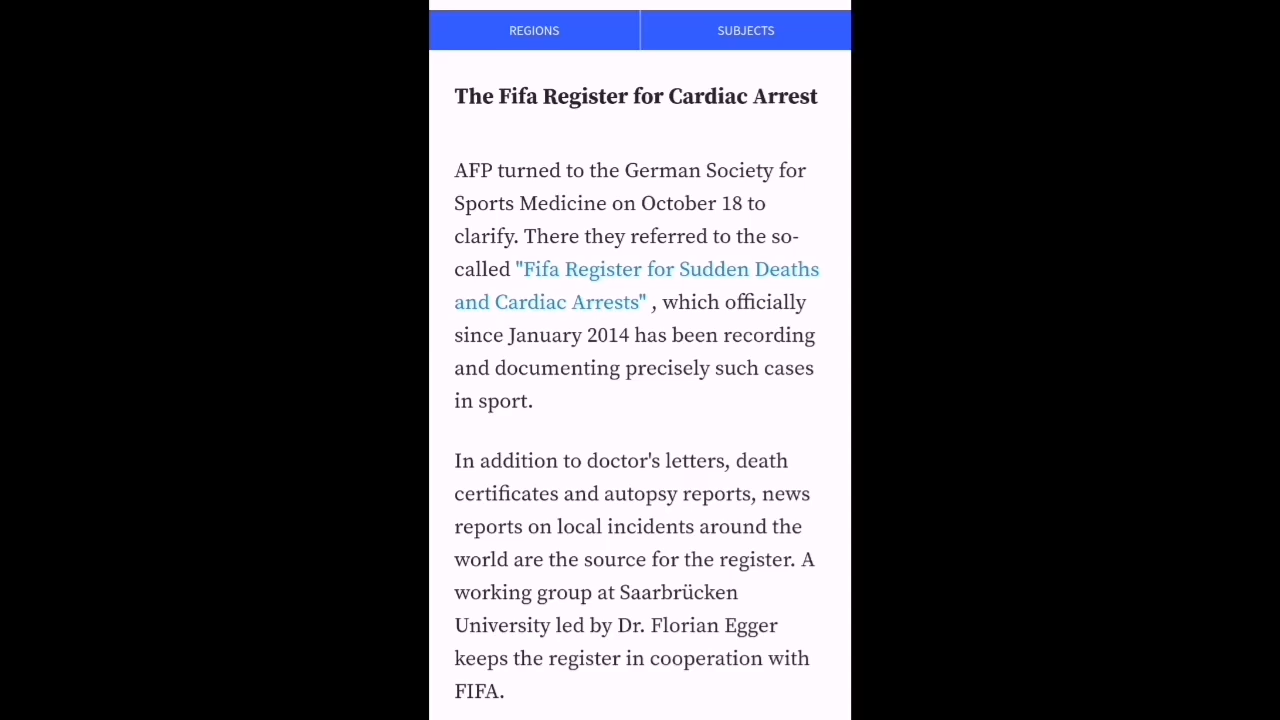 REGIONS
SUBJECTS
The Fifa Register for Cardiac Arrest
AFP turned to the German Society for
Sports Medicine on October 18 to
clarify. There they referred to the so-
called "Fifa Register for Sudden Deaths
and Cardiac Arrests" , which officially
since January 2014 has been recording
and documenting precisely such cases
in sport.
In addition to doctor's letters, death
certificates and autopsy reports, news
reports on local incidents around the
world are the source for the register. A
working group at Saarbrücken
University led by Dr. Florian Egger
keeps the register in cooperation with
FIFA.